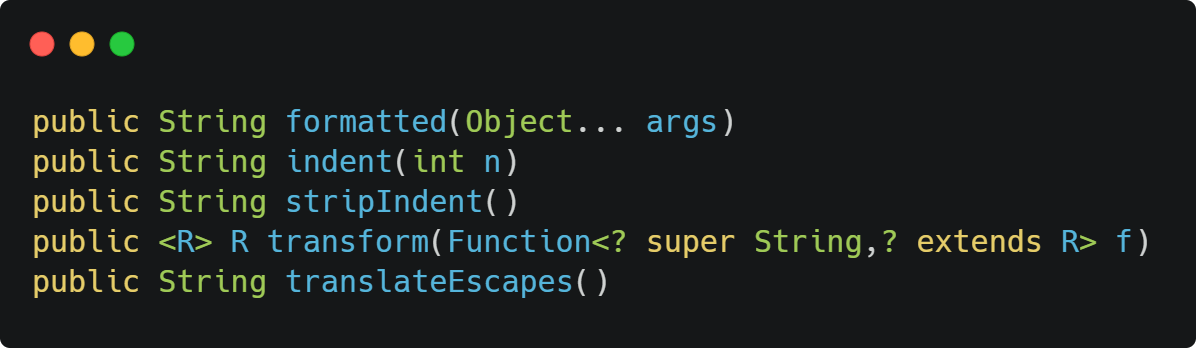 public String formatted(Object... args)
public String indent(int n)
public String stripIndent()
public <R> R transform(Function<? super String,? extends R> f)
public String translateEscapes()